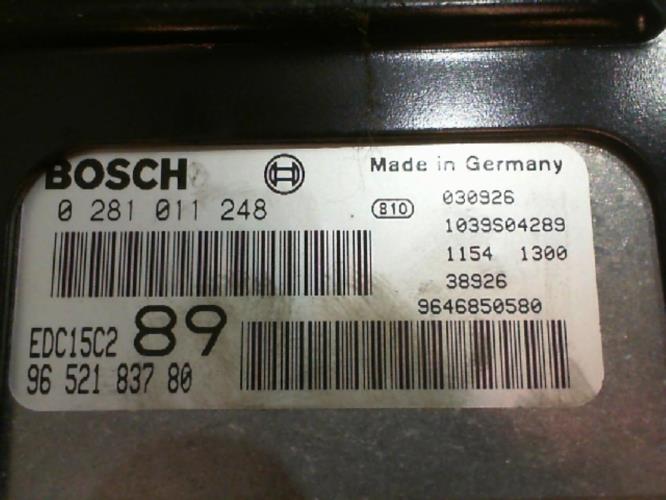 BOSCH
Made in Germany
0 281 011 248
810
030926
1039S04289
1154 1300
38926
9646850580
EDC15C2 89
96 521 837 80